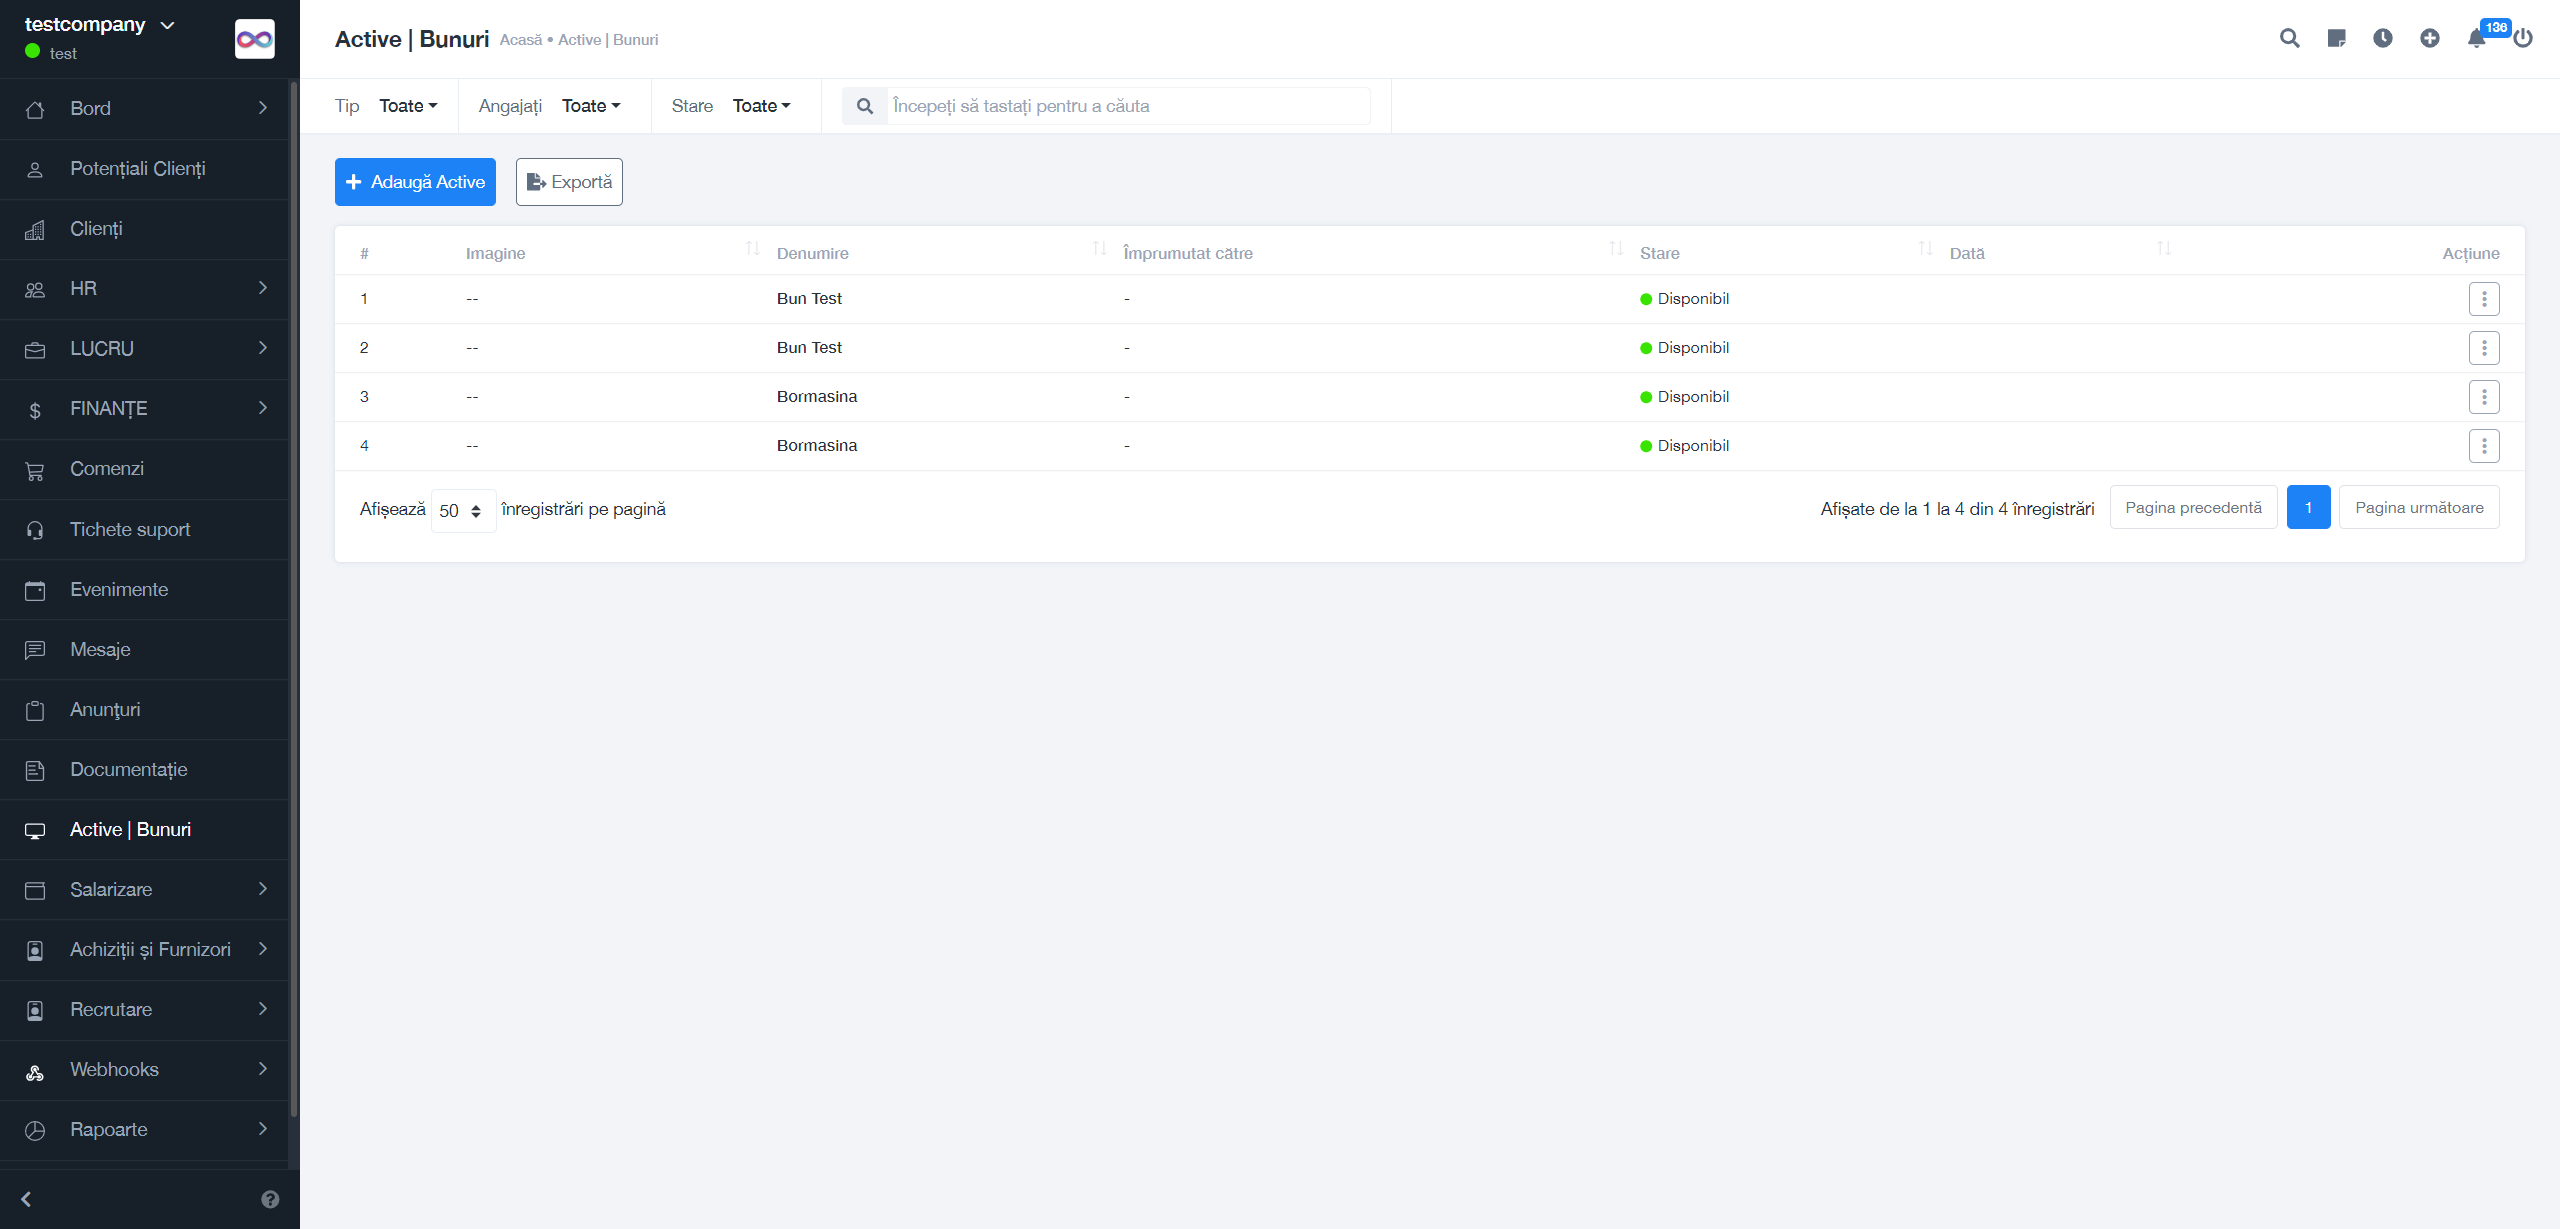 testcompany
test
Bord
Potențiali Clienți
Clienți
HR
LUCRU
FINANȚE
Comenzi
Tichete suport
Evenimente
Mesaje
Anunţuri
Documentație
Active | Bunuri
Salarizare
Achiziții și Furnizori
Recrutare
Webhooks
Rapoarte
Active | Bunuri Acasă • Active | Bunuri
136
Tip Toate Angajați Toate Stare Toate Începeți să tastați pentru a căuta
+ Adaugă Active Exportă
# Imagine Denumire Împrumutat către Stare Dată Acțiune
1 -- Bun Test - Disponibil
2 -- Bun Test - Disponibil
3 -- Bormasina - Disponibil
4 -- Bormasina - Disponibil
Afișează 50 înregistrări pe pagină Afișate de la 1 la 4 din 4 înregistrări Pagina precedentă 1 Pagina următoare